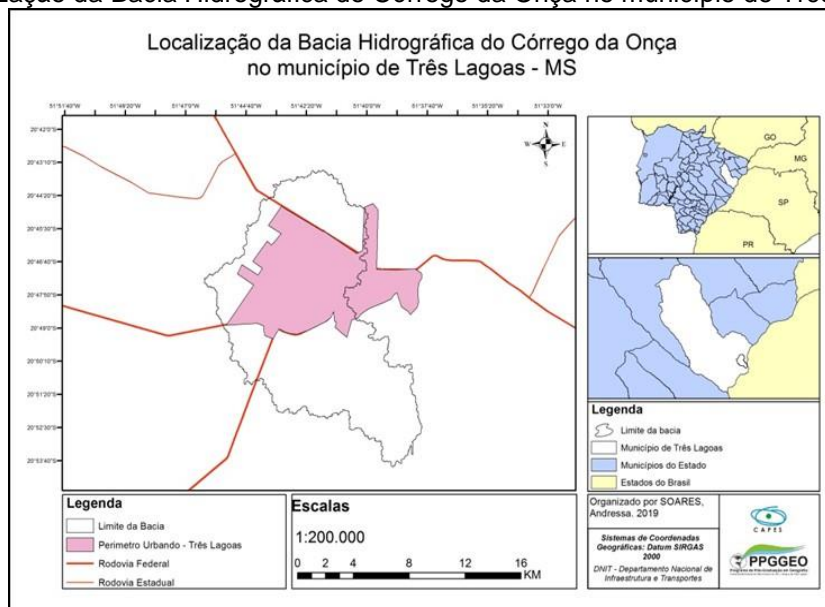 zação da Bacia Hidrográfica do Córrego da Onça no município de Três
Localização da Bacia Hidrográfica do Córrego da Onça
no município de Três Lagoas - MS
51°51'40"W 51°49'20"W 51°47'0"W 51°44'40"W 51°42'20"W 51°40'0"W 51°37'40"W 51°35'20"W 51°33'0"W
20°42'0"S
20°43'10"S
20°44'20"S
20°45'30"S
20°46'40"S
20°47'50"S
20°49'0"S
20°50'10"S
20°51'20"S
20°52'30"S
20°53'40"S
N
W E
S
GO
MG
SP
PR
Legenda
Limite da bacia
Município de Três Lagoas
Municípios do Estado
Estados do Brasil
Legenda
Limite da Bacia
Perimetro Urbando - Três Lagoas
Rodovia Federal
Rodovia Estadual
Escalas
1:200.000
0 2 4 8 12 16
KM
Organizado por SOARES,
Andressa. 2019
Sistemas de Coordenadas
Geográficas: Datum SIRGAS
2000
DNIT - Departamento Nacional de
Infraestrutura e Transportes
CAPES
PPGGEO